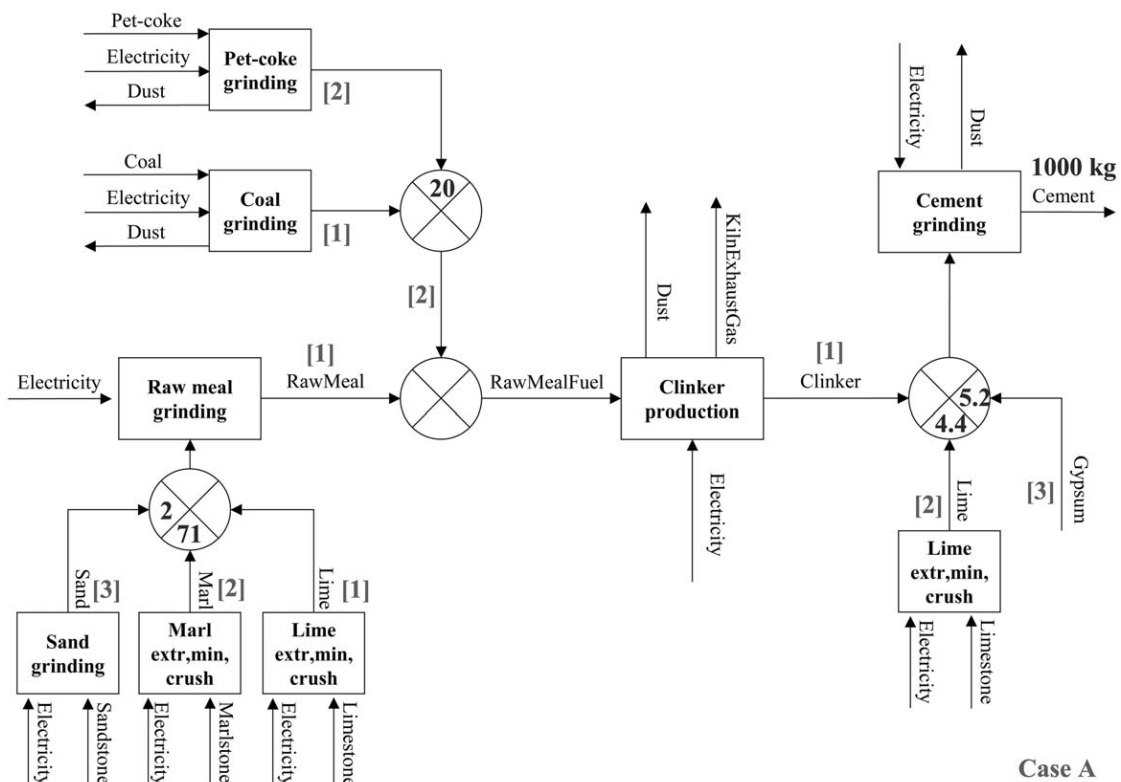 Pet-coke
Electricity
Dust
Pet-coke
grinding
[2]
Coal
Electricity
Dust
Coal
grinding
[1]
20
[2]
Electricity
Raw meal
grinding
[1]
RawMeal
RawMealFuel
Dust
KilnExhaustGas
Clinker
production
Electricity
[1]
Clinker
Electricity
Dust
Cement
grinding
1000 kg
Cement
5.2
4.4
[2]
Lime
[3]
Gypsum
Lime
extr,min,
crush
Electricity
Limestone
2
71
Sand
[3]
Marl
[2]
Lime
[1]
Sand
grinding
Marl
extr,min,
crush
Lime
extr,min,
crush
Electricity
Sandstone
Electricity
Marlstone
Electricity
Limestone
Case A